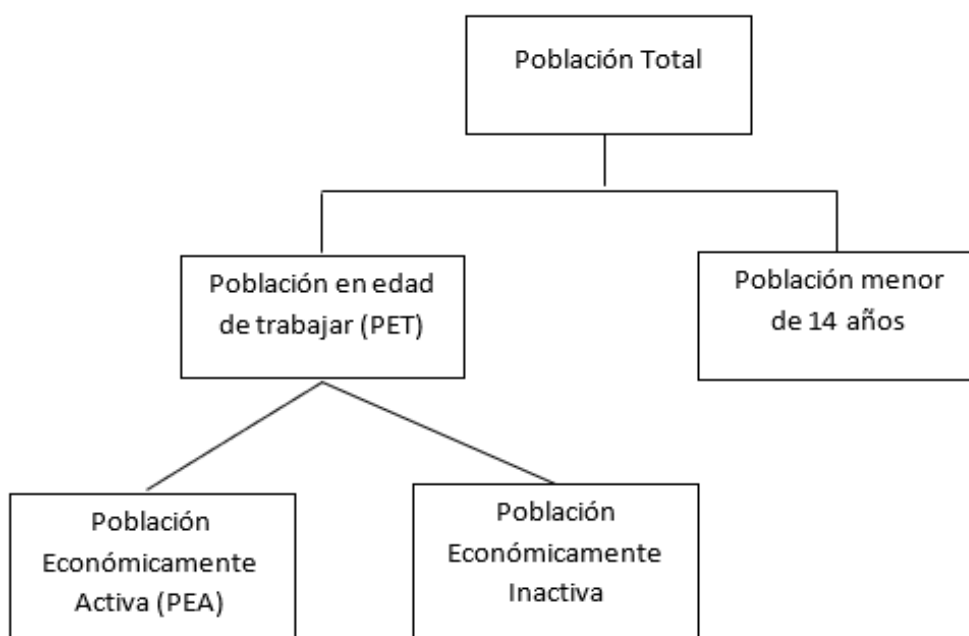 Población Total
Población en edad
de trabajar (PET)
Población menor
de 14 años
Población
Económicamente
Activa (PEA)
Población
Económicamente
Inactiva